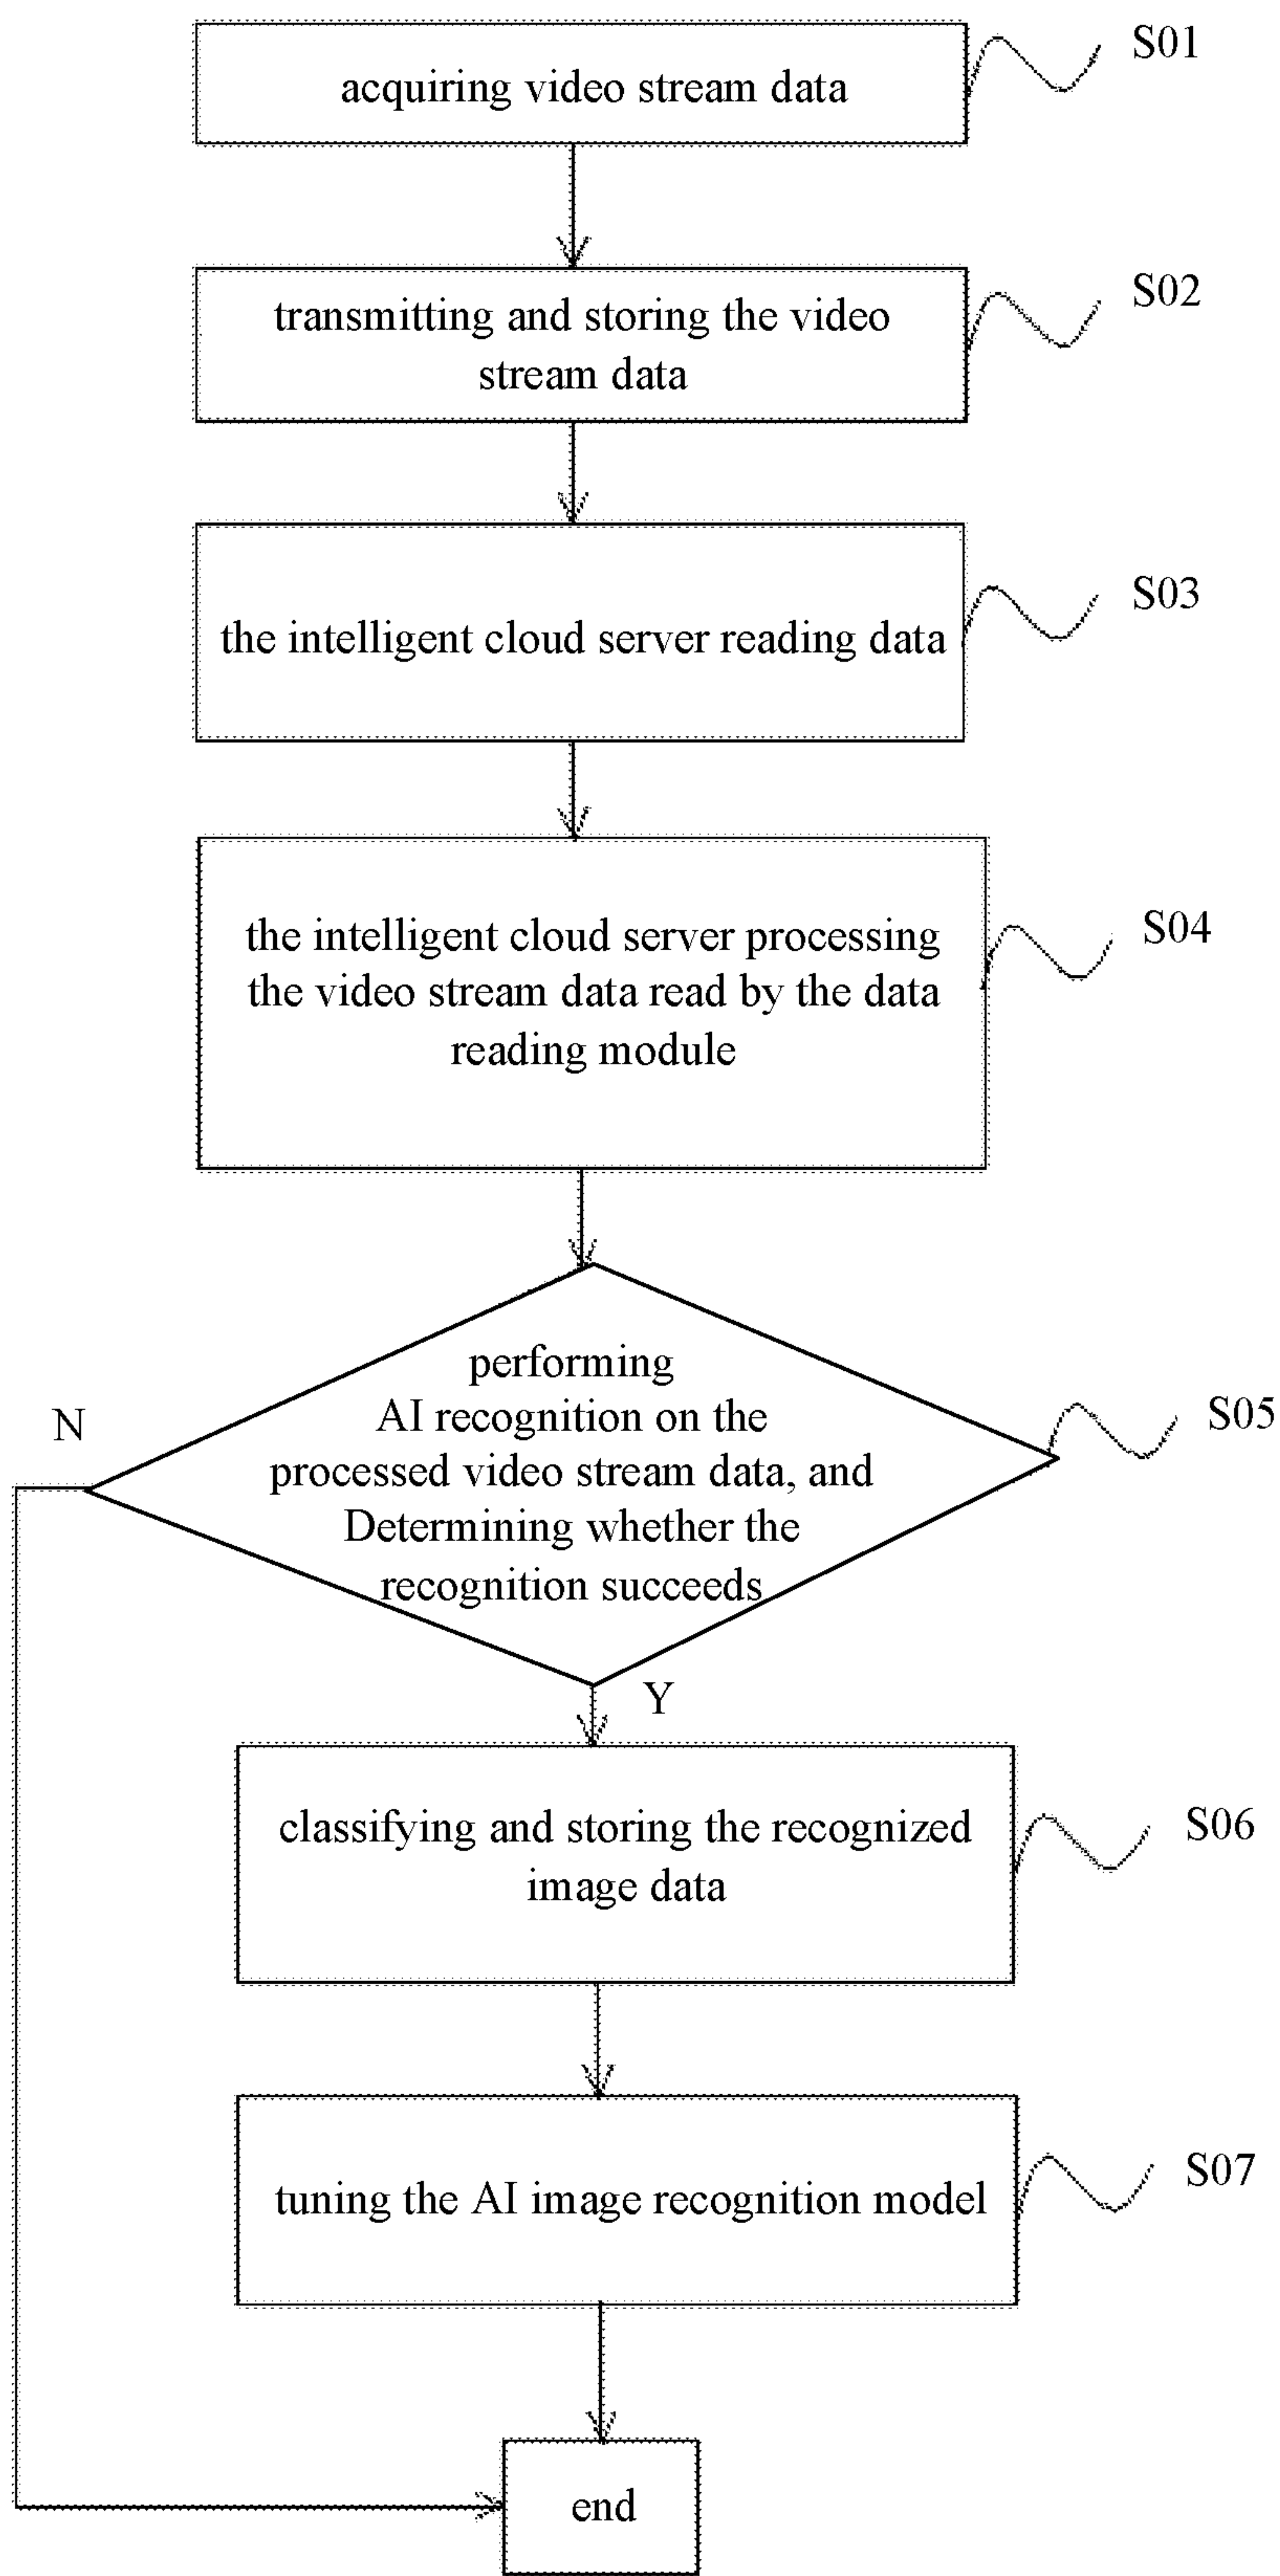 acquiring video stream data
S01
transmitting and storing the video
stream data
S02
the intelligent cloud server reading data
S03
the intelligent cloud server processing
the video stream data read by the data
reading module
S04
performing
AI recognition on the
processed video stream data, and
Determining whether the
recognition succeeds
S05
N
Y
classifying and storing the recognized
image data
S06
tuning the AI image recognition model
S07
end